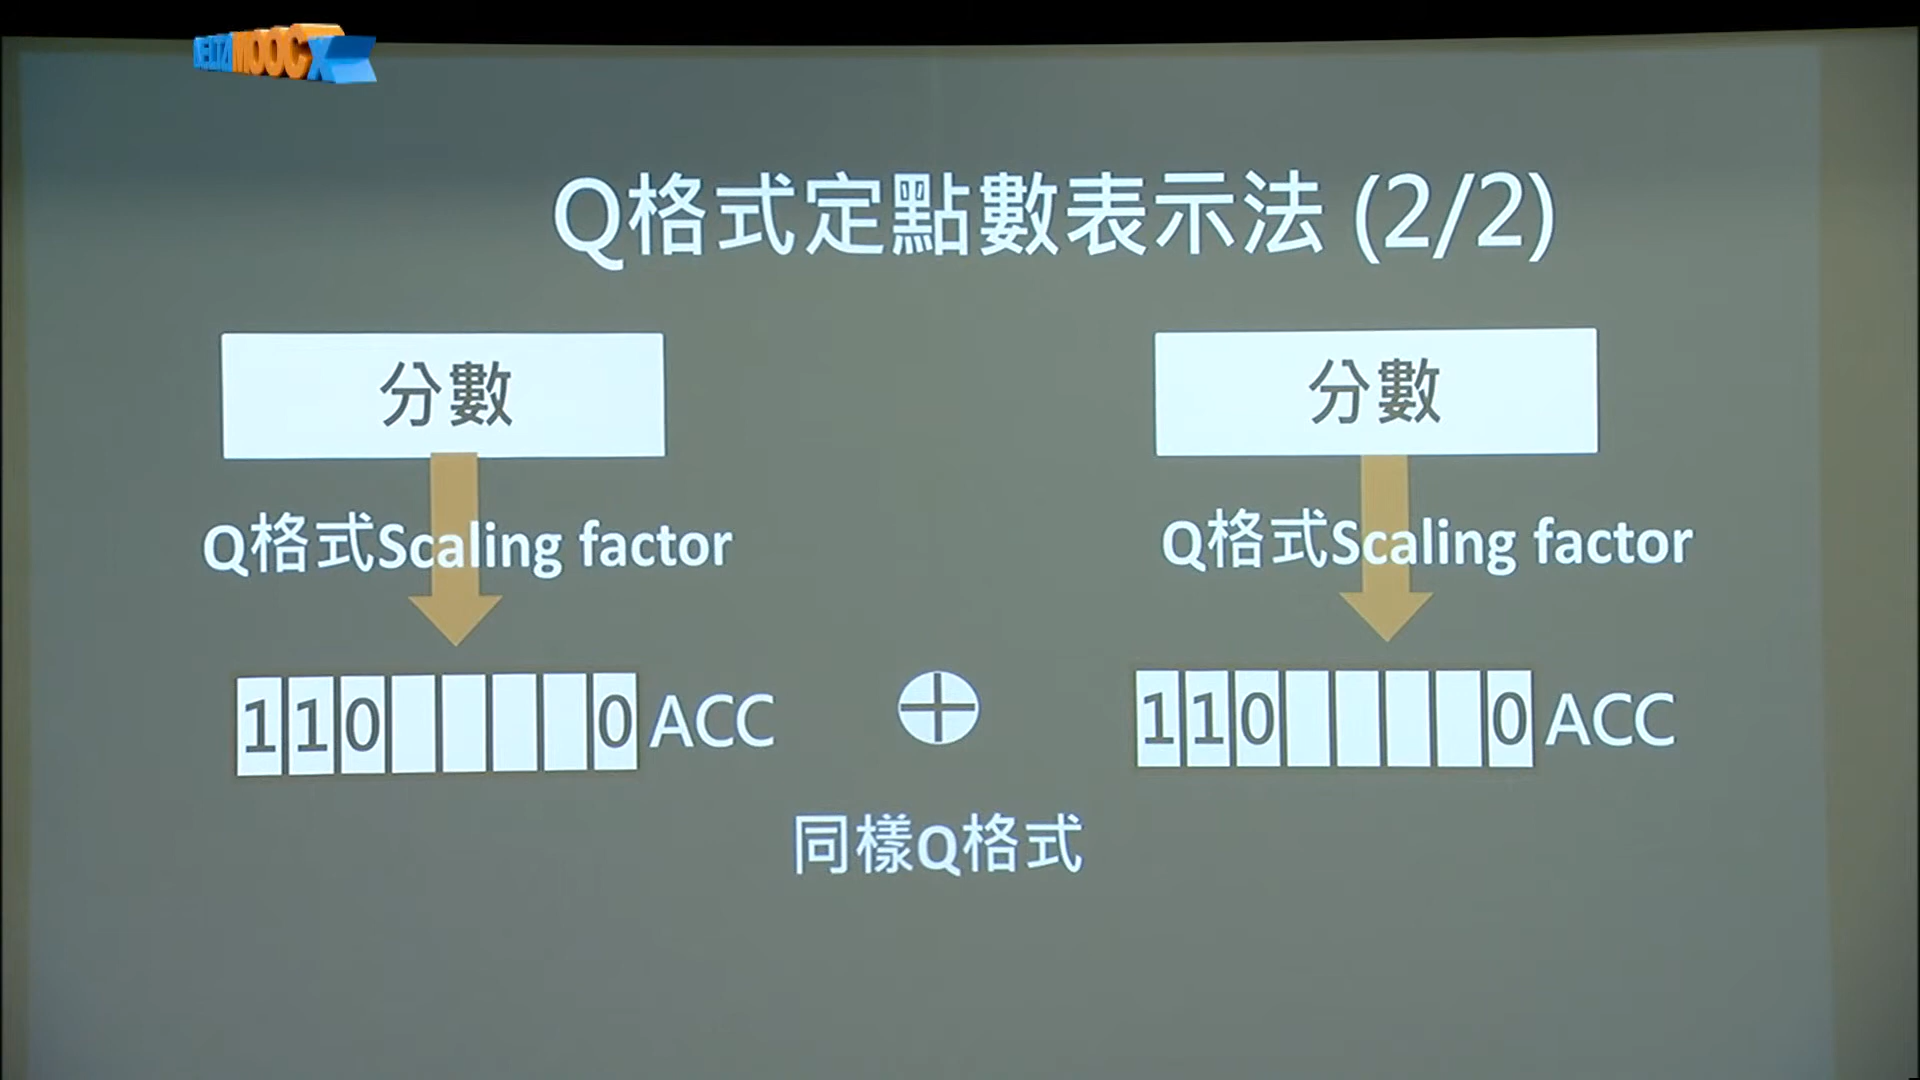 DELTA MOOCX
Q格式定點數表示法 (2/2)
分數
分數
Q格式Scaling factor
Q格式Scaling factor
110 0 ACC
110 0 ACC
同樣Q格式